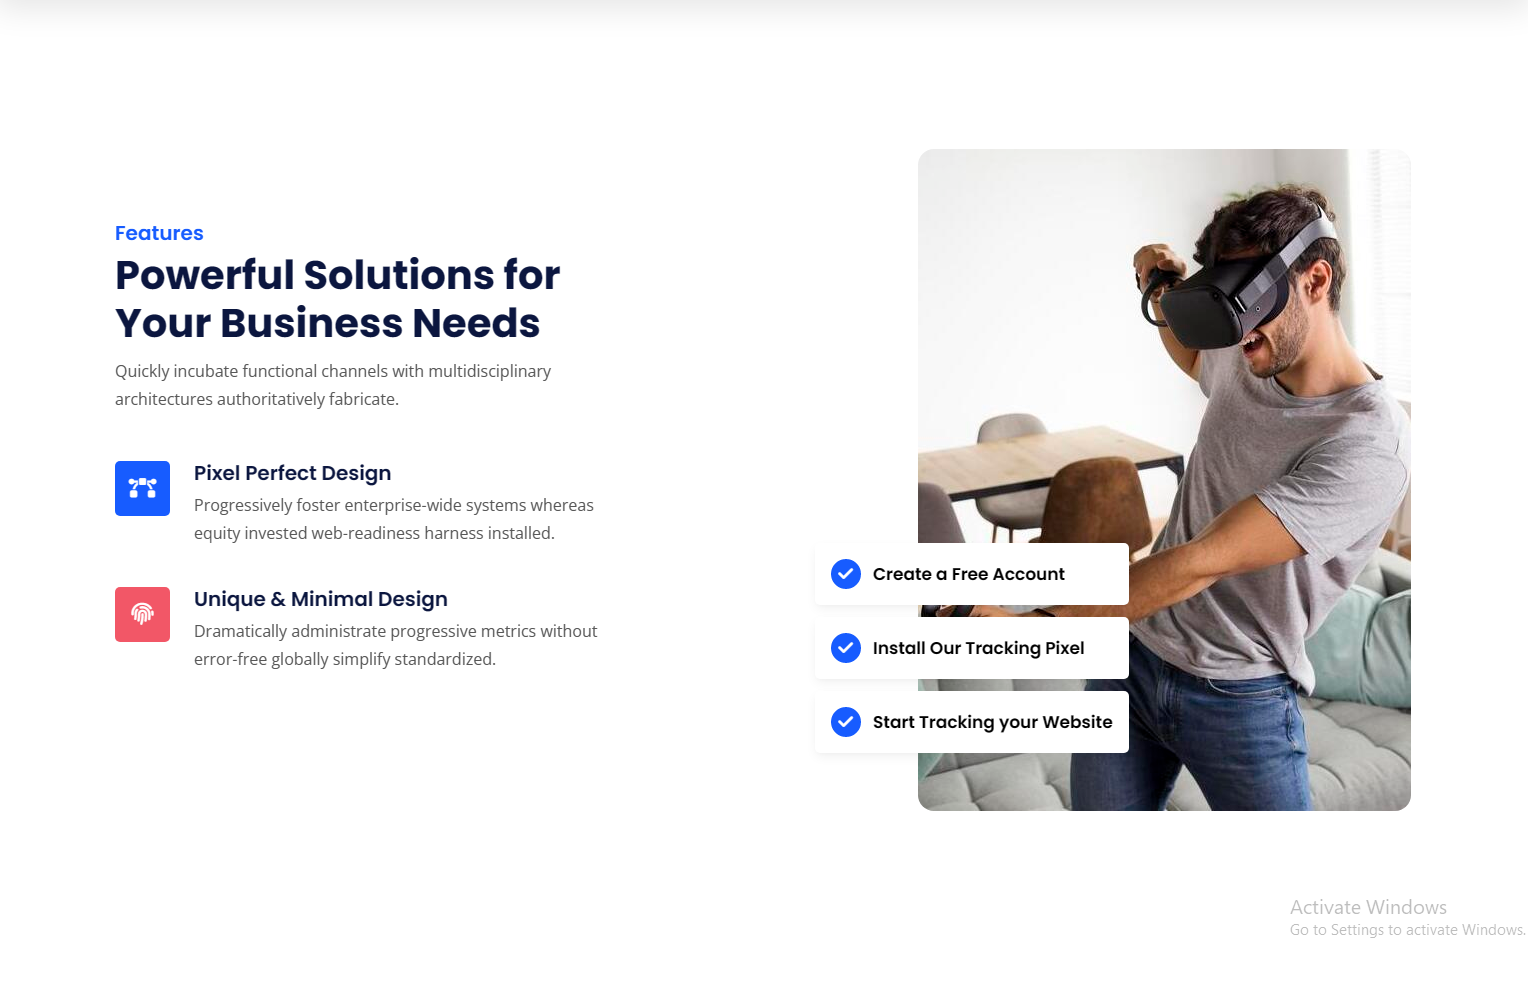 Features
Powerful Solutions for
Your Business Needs
Quickly incubate functional channels with multidisciplinary
architectures authoritatively fabricate.
Pixel Perfect Design
Progressively foster enterprise-wide systems whereas
equity invested web-readiness harness installed.
Unique & Minimal Design
Dramatically administrate progressive metrics without
error-free globally simplify standardized.
Create a Free Account
Install Our Tracking Pixel
Start Tracking your Website
Activate Windows
Go to Settings to activate Windows.